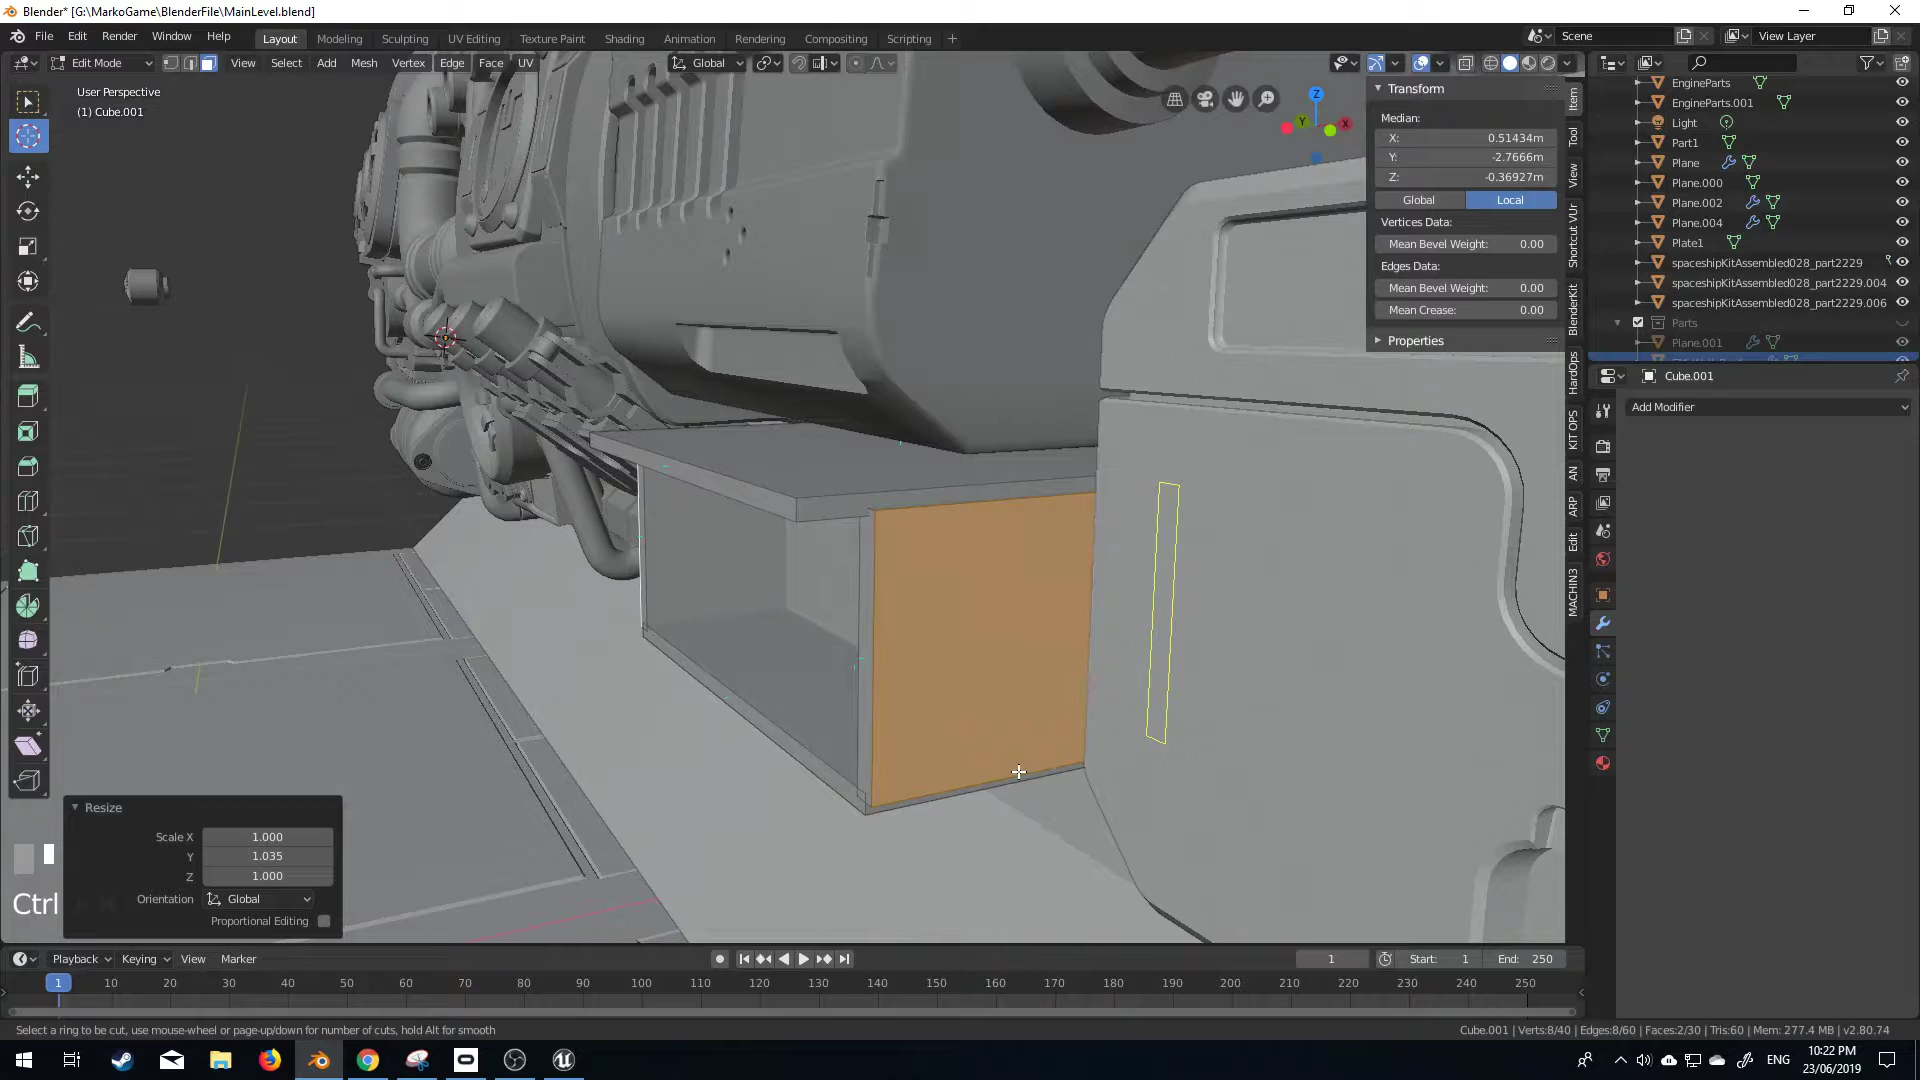 Blender* [G:\MarkoGame\BlenderFile\MainLevel.blend]
File Edit Render Window Help
Layout Modeling Sculpting UV Editing Texture Paint Shading Animation Rendering Compositing Scripting +
Scene
View Layer
Edit Mode
View Select Add Mesh Vertex Edge Face UV
Global
User Perspective
(1) Cube.001
Z
Y
X
Transform
Median:
X: 0.51434m
Y: -2.7666m
Z: -0.36927m
Global Local
Vertices Data:
Mean Bevel Weight: 0.00
Edges Data:
Mean Bevel Weight: 0.00
Mean Crease: 0.00
Properties
Item
Tool
View
Shortcut VUr
BlenderKit
HardOps
KIT OPS
AN
ARP
Edit
MACHIN3
EngineParts
EngineParts.001
Light
Part1
Plane
Plane.000
Plane.002
Plane.004
Plate1
spaceshipKitAssembled028_part2229
spaceshipKitAssembled028_part2229.004
spaceshipKitAssembled028_part2229.006
Parts
Plane.001
Cube.001
Add Modifier
Resize
Scale X 1.000
Y 1.035
Z 1.000
Orientation Global
Proportional Editing
Ctrl
Playback Keying View Marker
1
Start: 1
End: 250
1 10 20 30 40 50 60 70 80 90 100 110 120 130 140 150 160 170 180 190 200 210 220 230 240 250
Select a ring to be cut, use mouse-wheel or page-up/down for number of cuts, hold Alt for smooth
Cube.001 | Verts:8/40 | Edges:8/60 | Faces:2/30 | Tris:60 | Mem: 277.4 MB | v2.80.74
ENG
10:22 PM
23/06/2019